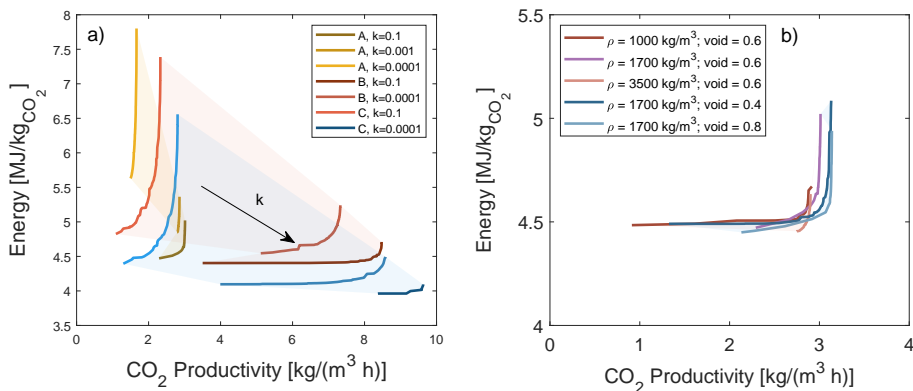 a)
A, k=0.1
A, k=0.001
A, k=0.0001
B, k=0.1
B, k=0.0001
C, k=0.1
C, k=0.0001
k
8
7.5
7
6.5
6
5.5
5
4.5
4
3.5
0 2 4 6 8 10
Energy [MJ/kg_CO₂]
CO₂ Productivity [kg/(m³ h)]
b)
ρ = 1000 kg/m³; void = 0.6
ρ = 1700 kg/m³; void = 0.6
ρ = 3500 kg/m³; void = 0.6
ρ = 1700 kg/m³; void = 0.4
ρ = 1700 kg/m³; void = 0.8
5.5
5
4.5
4
0 1 2 3 4
Energy [MJ/kg_CO₂]
CO₂ Productivity [kg/(m³ h)]